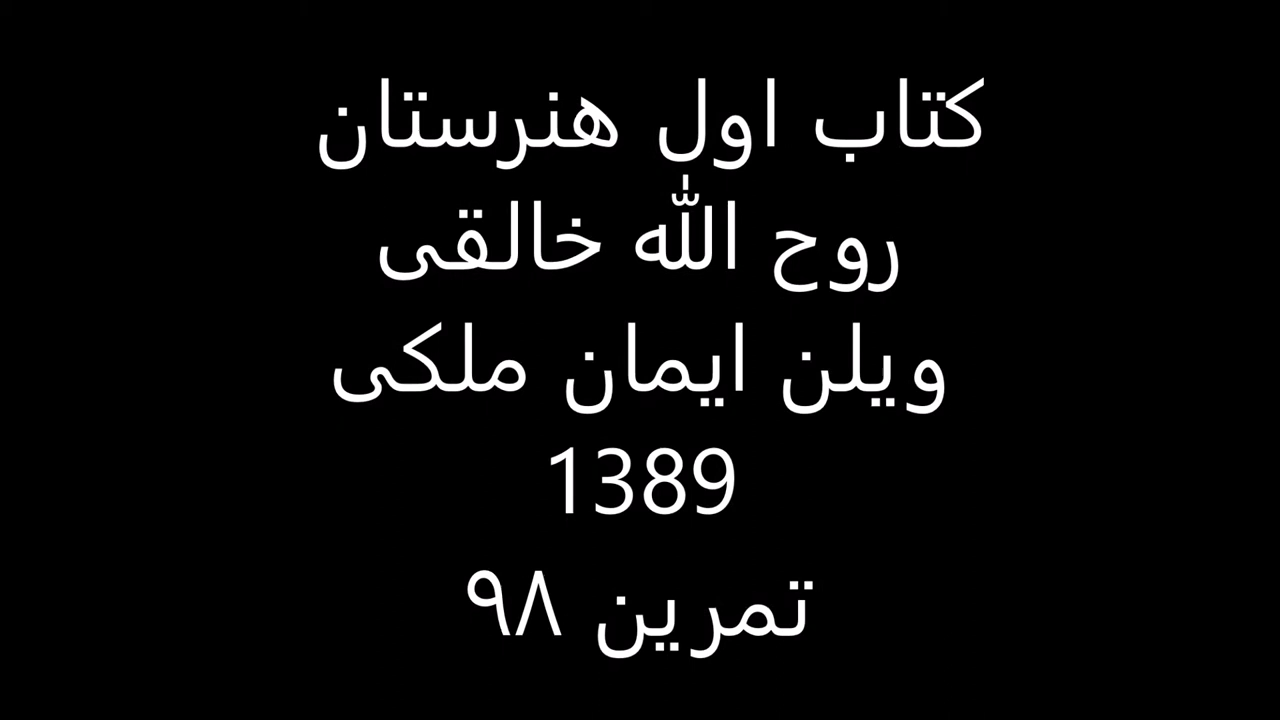 کتاب اول هنرستان
روح الله خالقی
ویلن ایمان ملکی
1389
تمرین ۹۸